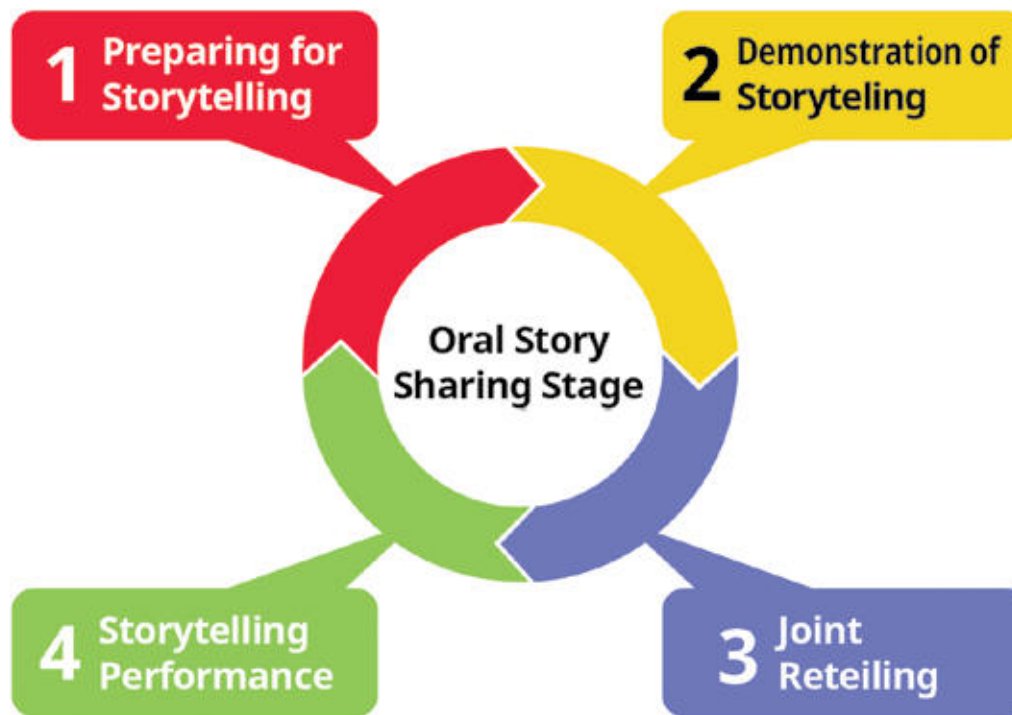 1 Preparing for
Storytelling
2 Demonstration of
Storyteling
Oral Story
Sharing Stage
3 Joint
Reteiling
4 Storytelling
Performance